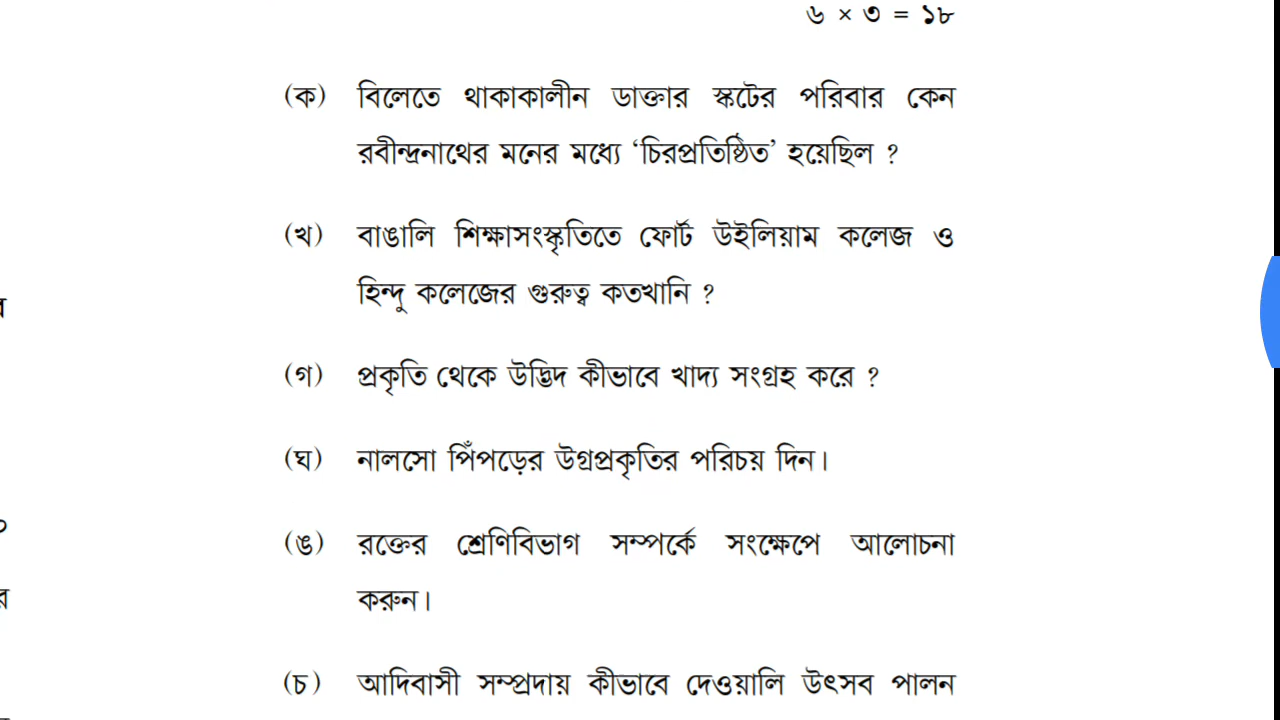 ৬ × ৩ = ১৮
(ক) বিলেতে থাকাকালীন ডাক্তার স্কটের পরিবার কেন
রবীন্দ্রনাথের মনের মধ্যে ‘চিরপ্রতিষ্ঠিত’ হয়েছিল ?
(খ) বাঙালি শিক্ষাসংস্কৃতিতে ফোর্ট উইলিয়াম কলেজ ও
হিন্দু কলেজের গুরুত্ব কতখানি ?
(গ) প্রকৃতি থেকে উদ্ভিদ কীভাবে খাদ্য সংগ্রহ করে ?
(ঘ) নালসো পিঁপড়ের উগ্রপ্রকৃতির পরিচয় দিন।
(ঙ) রক্তের শ্রেণিবিভাগ সম্পর্কে সংক্ষেপে আলোচনা
করুন।
(চ) আদিবাসী সম্প্রদায় কীভাবে দেওয়ালি উৎসব পালন